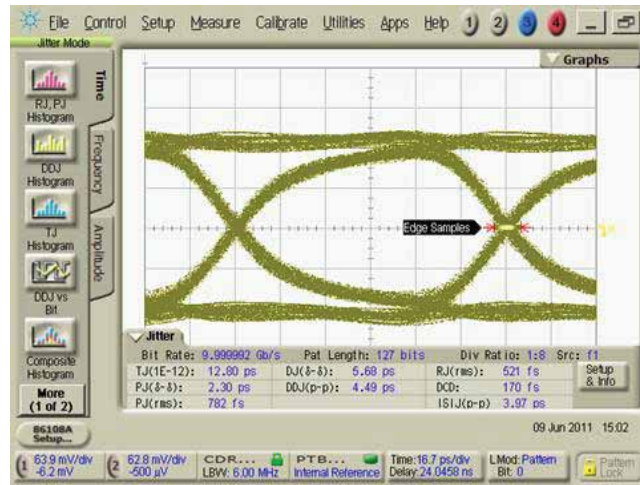 File Control Setup Measure Calibrate Utilities Apps Help 1 2 3 4
Jitter Mode
Graphs
RJ, PJ
Histogram
DDJ
Histogram
TJ
Histogram
DDJ vs
Bit
Composite
Histogram
More
(1 of 2)
Time
Frequency
Amplitude
Edge Samples
Jitter
Bit Rate: 9.999992 Gb/s Pat Length: 127 bits Div Ratio: 1:8 Src: f1
TJ(1E-12): 12.80 ps DJ(δ-δ): 5.68 ps RJ(rms): 521 fs
PJ(δ-δ): 2.30 ps DDJ(p-p): 4.49 ps DCD: 170 fs
PJ(rms): 782 fs ISIJ(p-p) 3.97 ps
Setup
& Info
86108A
Setup...
09 Jun 2011 15:02
1 63.9 mV/div
-6.2 mV
2 62.8 mV/div
-500 μV
CDR...
LBW: 6.00 MHz
PTB...
Internal Reference
Time:16.7 ps/div
Delay:24.0458 ns
LMod: Pattern
Bit: 0
Pattern
Lock